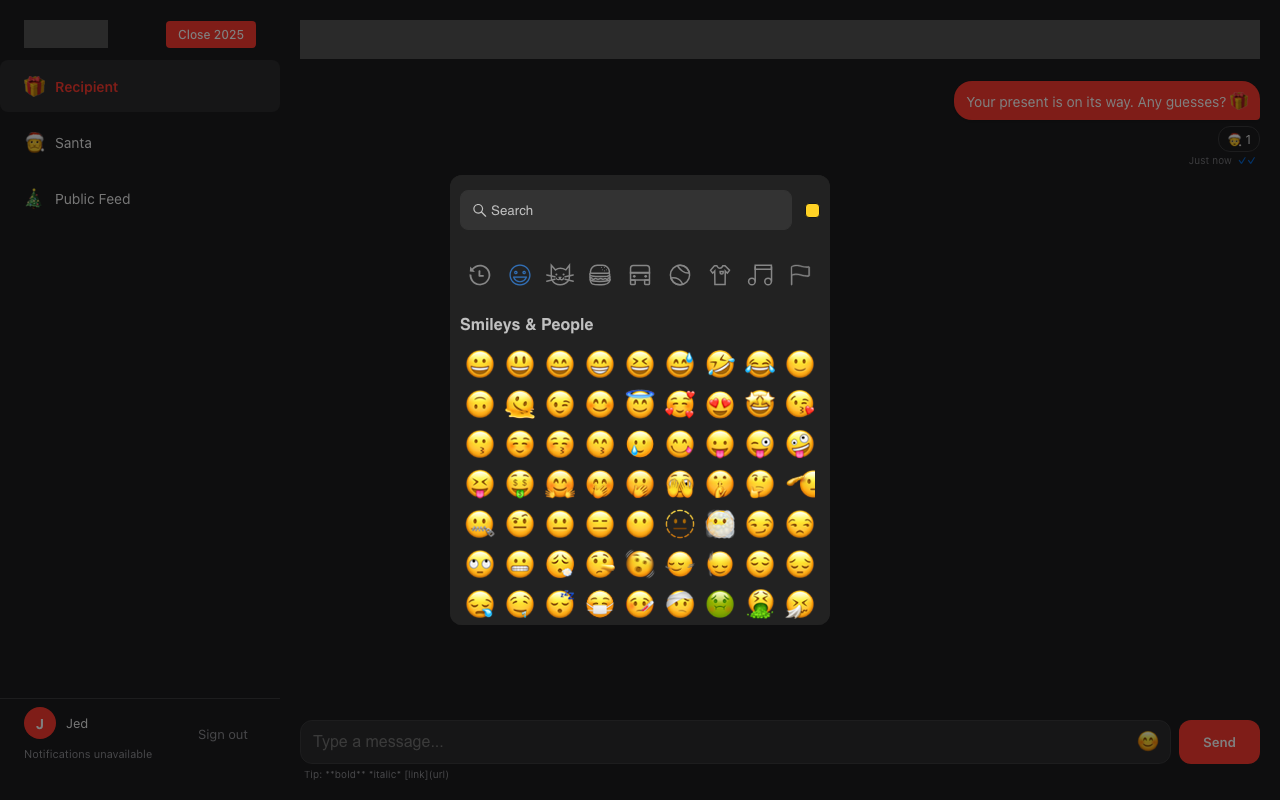 Close 2025
Recipient
Santa
Public Feed
Your present is on its way. Any guesses?🎁
1
Just now
Search
Smileys & People
J
Jed
Sign out
Notifications unavailable
Type a message...
Send
Tip: **bold** *italic* [link](url)